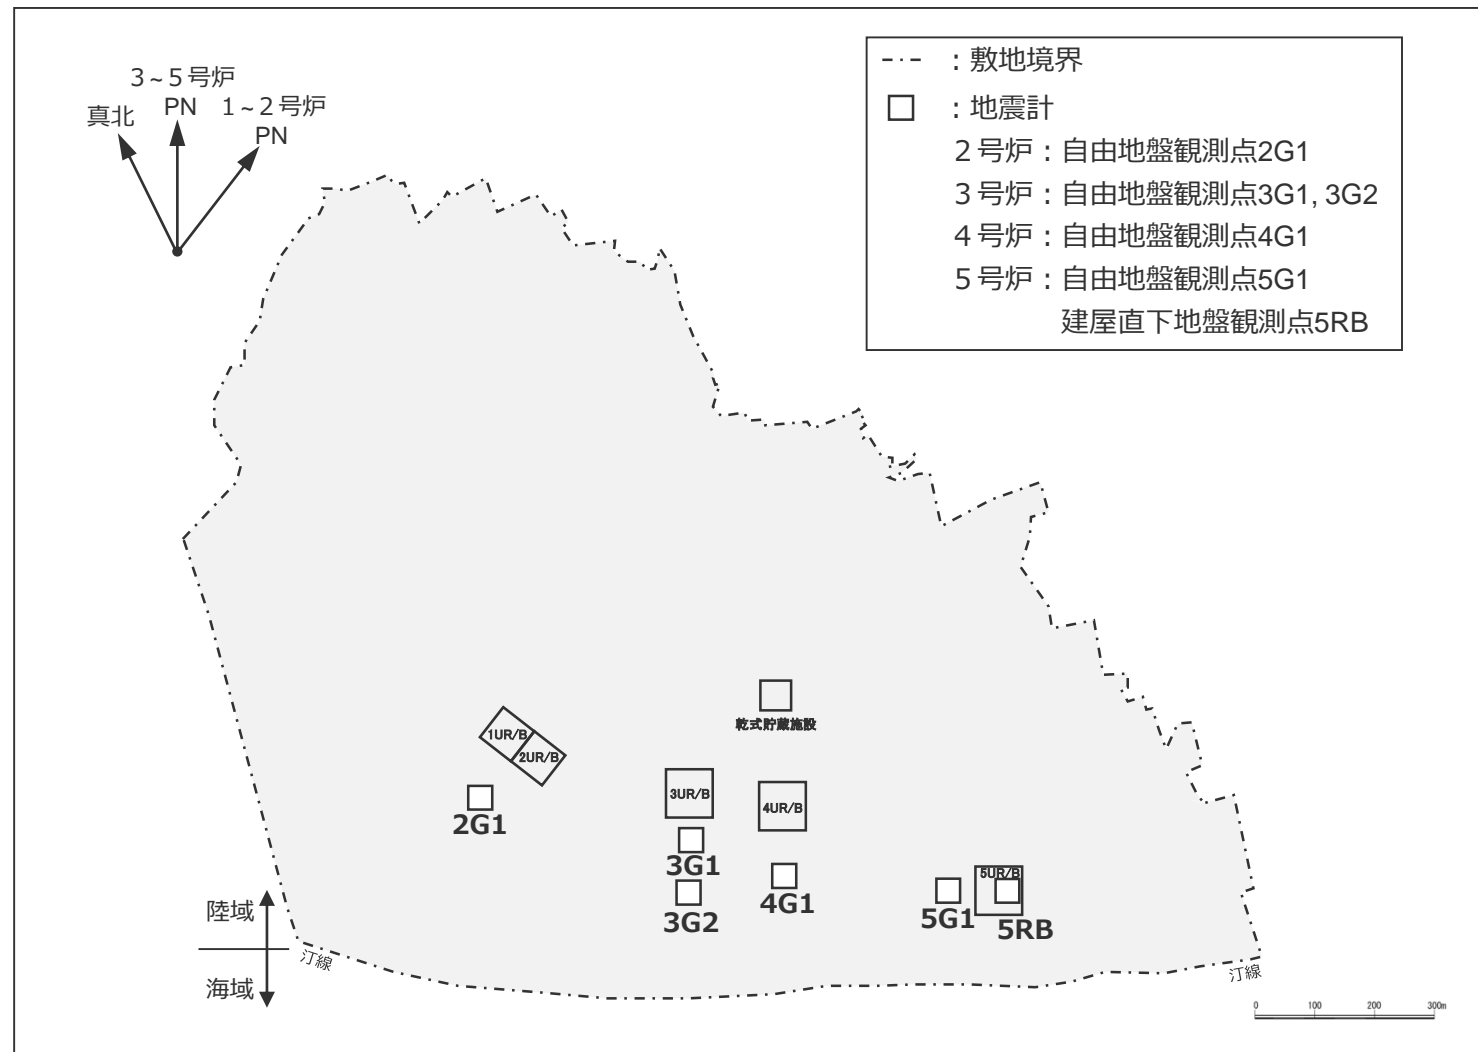 3~5号炉
PN
1~2号炉
PN
真北
：敷地境界
：地震計
2号炉：自由地盤観測点2G1
3号炉：自由地盤観測点3G1, 3G2
4号炉：自由地盤観測点4G1
5号炉：自由地盤観測点5G1
建屋直下地盤観測点5RB
乾式貯蔵施設
1UR/B
2UR/B
3UR/B
4UR/B
2G1
3G1
3G2
4G1
5UR/B
5G1
5RB
陸域
海域
汀線
汀線
0 100 200 300m